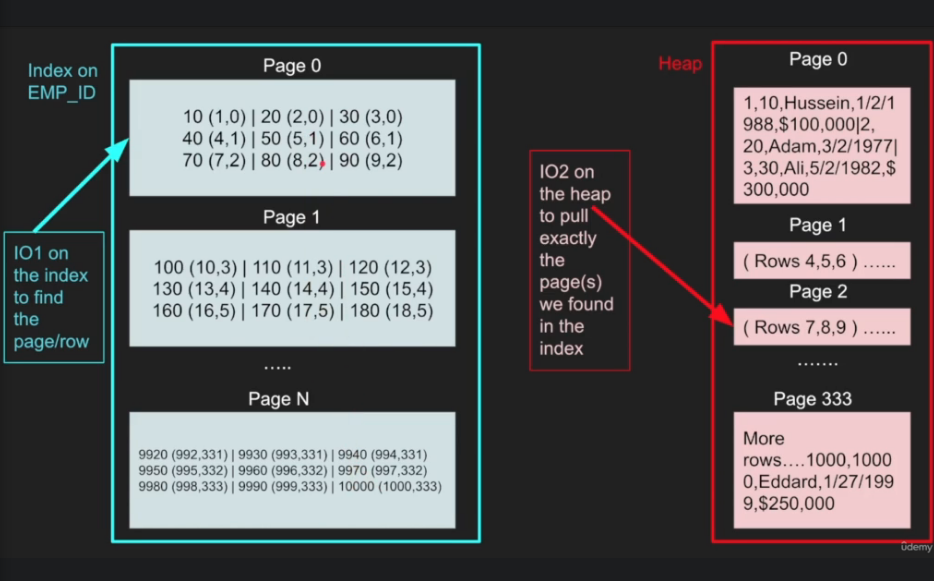 Index on
EMP_ID
Page 0
10 (1,0) | 20 (2,0) | 30 (3,0)
40 (4,1) | 50 (5,1) | 60 (6,1)
70 (7,2) | 80 (8,2) | 90 (9,2)
Page 1
100 (10,3) | 110 (11,3) | 120 (12,3)
130 (13,4) | 140 (14,4) | 150 (15,4)
160 (16,5) | 170 (17,5) | 180 (18,5)
.....
Page N
9920 (992,331) | 9930 (993,331) | 9940 (994,331)
9950 (995,332) | 9960 (996,332) | 9970 (997,332)
9980 (998,333) | 9990 (999,333) | 10000 (1000,333)
IO1 on
the index
to find
the
page/row
IO2 on
the heap
to pull
exactly
the
page(s)
we found
in the
index
Heap
Page 0
1,10,Hussein,1/2/1
988,$100,000|2,
20,Adam,3/2/1977|
3,30,Ali,5/2/1982,$
300,000
Page 1
( Rows 4,5,6 ) ......
Page 2
( Rows 7,8,9 ) ......
.......
Page 333
More
rows....1000,1000
0,Eddard,1/27/199
9,$250,000
ûdemy